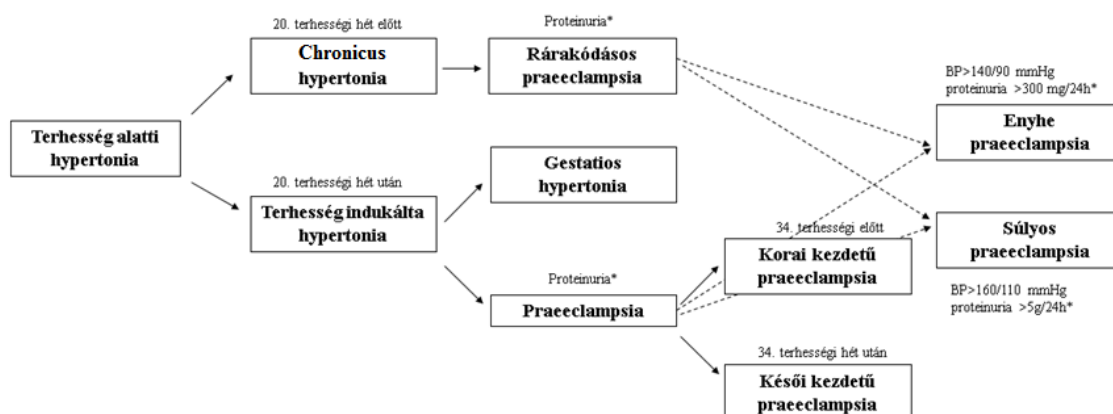 20. terhességi hét előtt
Chronicus
hypertonia
Proteinuria*
Rárakódásos
praeeclampsia
BP>140/90 mmHg
proteinuria >300 mg/24h*
Enyhe
praeeclampsia
Terhesség alatti
hypertonia
Gestatios
hypertonia
20. terhességi hét után
Terhesség indukálta
hypertonia
34. terhességi előtt
Korai kezdetű
praeeclampsia
Súlyos
praeeclampsia
BP>160/110 mmHg
proteinuria >5g/24h*
Proteinuria*
Praeeclampsia
34. terhességi hét után
Késői kezdetű
praeeclampsia